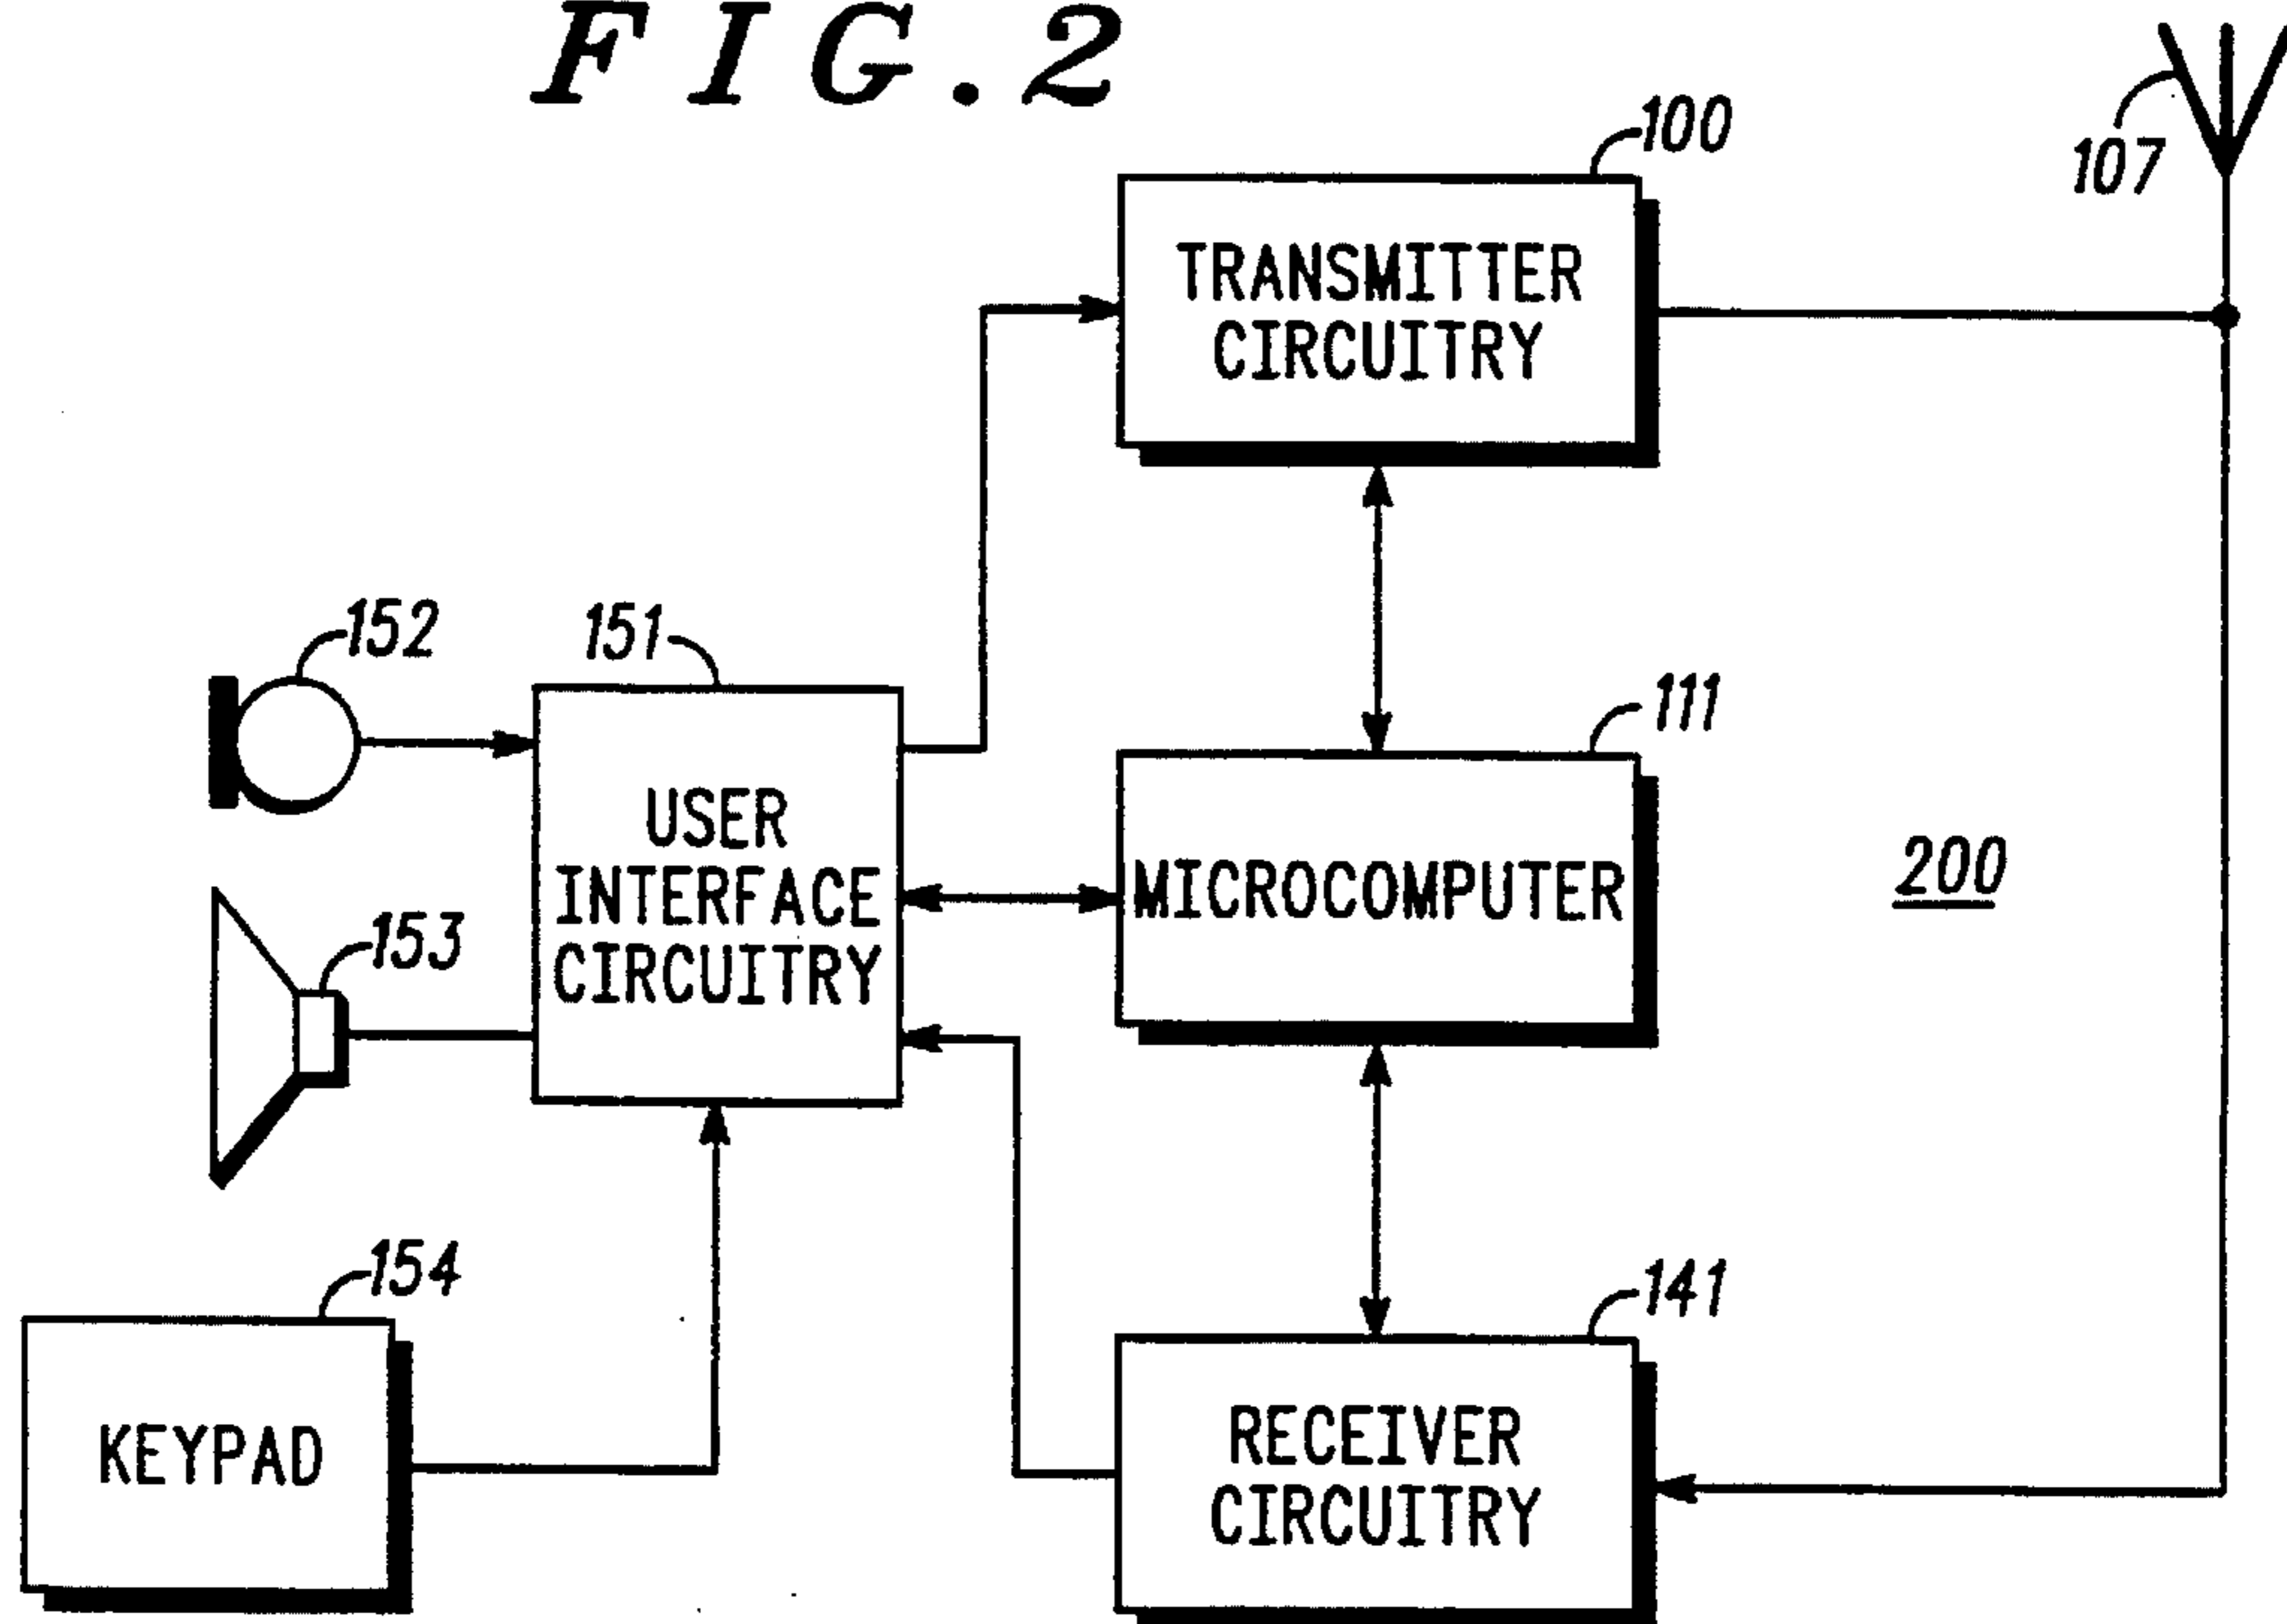 FIG.2
100
107
TRANSMITTER
CIRCUITRY
152
151
111
USER
INTERFACE
CIRCUITRY
MICROCOMPUTER
200
153
154
141
KEYPAD
RECEIVER
CIRCUITRY